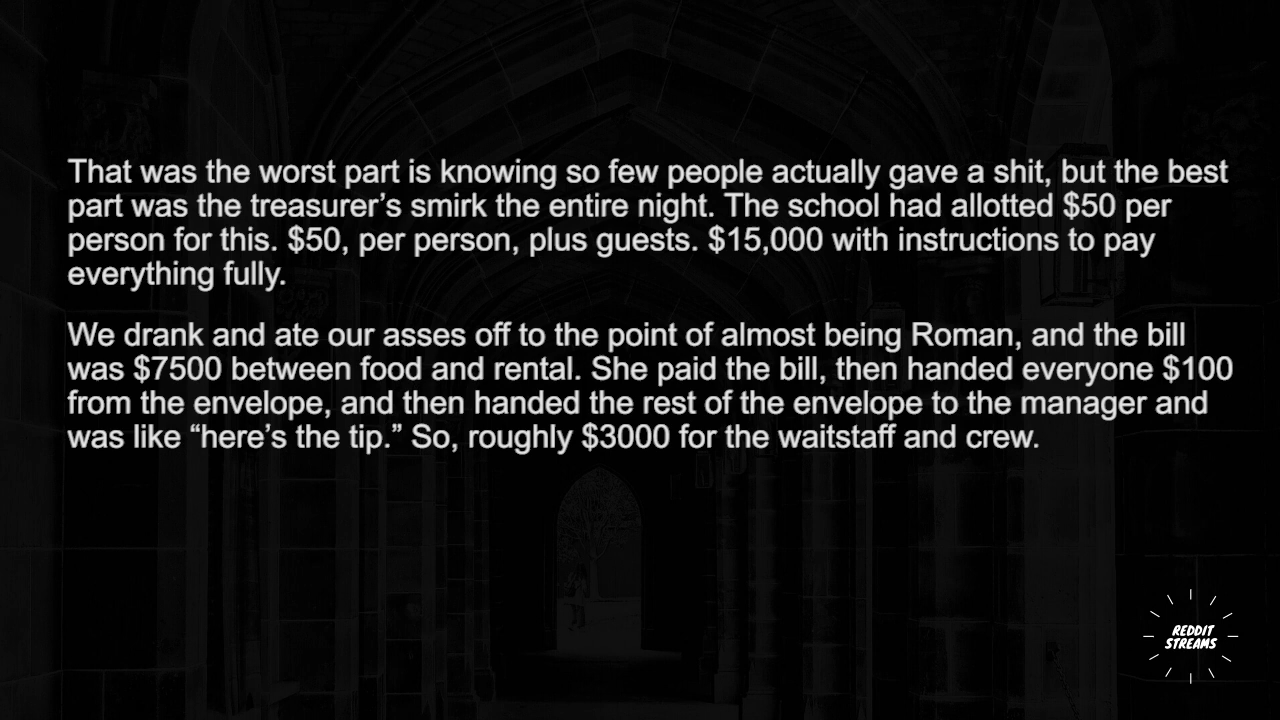 That was the worst part is knowing so few people actually gave a shit, but the best
part was the treasurer’s smirk the entire night. The school had allotted $50 per
person for this. $50, per person, plus guests. $15,000 with instructions to pay
everything fully.
We drank and ate our asses off to the point of almost being Roman, and the bill
was $7500 between food and rental. She paid the bill, then handed everyone $100
from the envelope, and then handed the rest of the envelope to the manager and
was like “here’s the tip.” So, roughly $3000 for the waitstaff and crew.
REDDIT
STREAMS